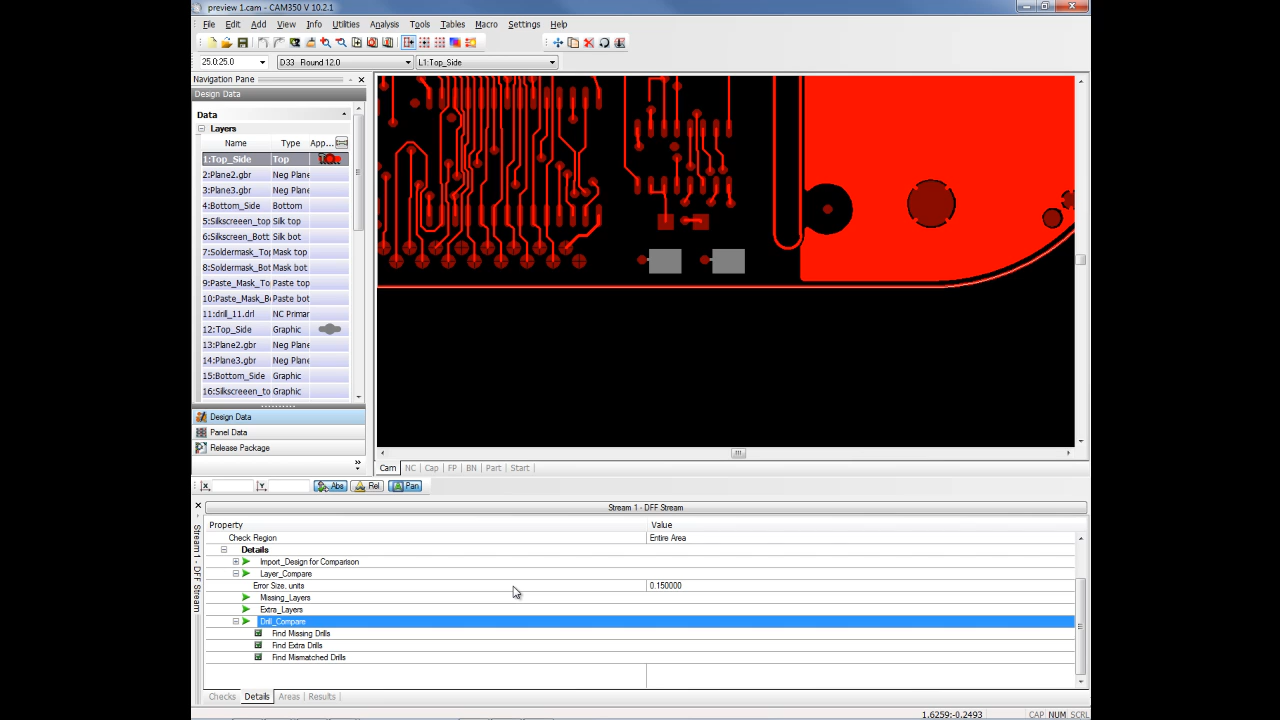 preview 1.cam - CAM350 V 10.2.1
File Edit Add View Info Utilities Analysis Tools Tables Macro Settings Help
25.0:25.0 D33 Round 12.0 L1:Top_Side
Navigation Pane
Design Data
Data
Layers
Name Type App...
1:Top_Side Top
2:Plane2.gbr Neg Plane
3:Plane3.gbr Neg Plane
4:Bottom_Side Bottom
5:Silkscreeen_top Silk top
6:Silkscreen_Bott Silk bot
7:Soldermask_Top Mask top
8:Soldermask_Bot Mask bot
9:Paste_Mask_To Paste top
10:Paste_Mask_Bo Paste bot
11:drill_11.drl NC Primar
12:Top_Side Graphic
13:Plane2.gbr Neg Plane
14:Plane3.gbr Neg Plane
15:Bottom_Side Graphic
16:Silkscreeen_to Graphic
Design Data
Panel Data
Release Package
Cam NC Cap FP BN Part Start
X Y Abs Rel Pan
Stream 1 - DFF Stream
Stream 1 - DFF Stream
Property Value
Check Region Entire Area
Details
Import_Design for Comparison
Layer_Compare
Error Size, units 0.150000
Missing_Layers
Extra_Layers
Drill_Compare
Find Missing Drills
Find Extra Drills
Find Mismatched Drills
Checks Details Areas Results
1.6259:-0.2493 CAP NUM SCRL